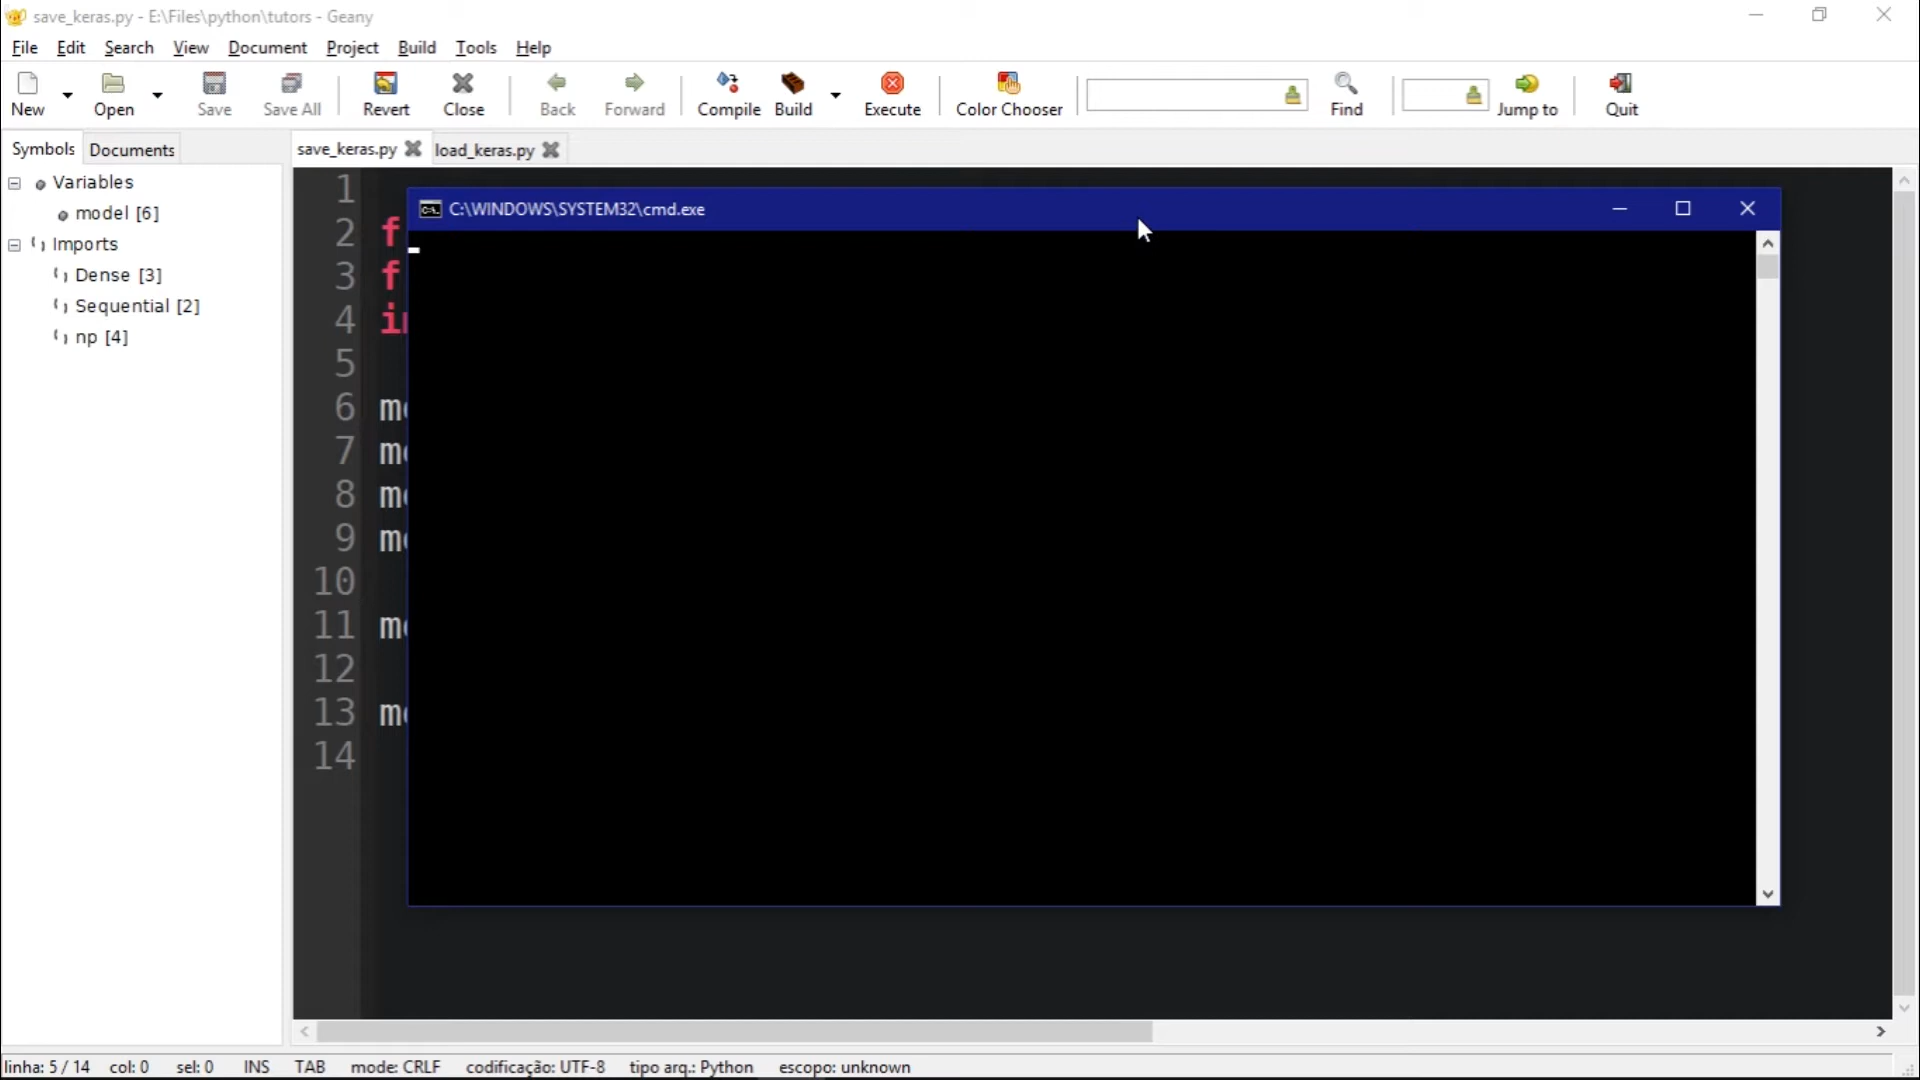 save_keras.py - E:\Files\python\tutors - Geany
File Edit Search View Document Project Build Tools Help
New Open Save Save All Revert Close Back Forward Compile Build Execute Color Chooser Find Jump to Quit
Symbols Documents save_keras.py load_keras.py
Variables
model [6]
Imports
Dense [3]
Sequential [2]
np [4]
C:\WINDOWS\SYSTEM32\cmd.exe
1
2 f
3 f
4 i
5
6 m
7 m
8 m
9 m
10
11 m
12
13 m
14
linha: 5 / 14 col: 0 sel: 0 INS TAB mode: CRLF codificação: UTF-8 tipo arq.: Python escopo: unknown